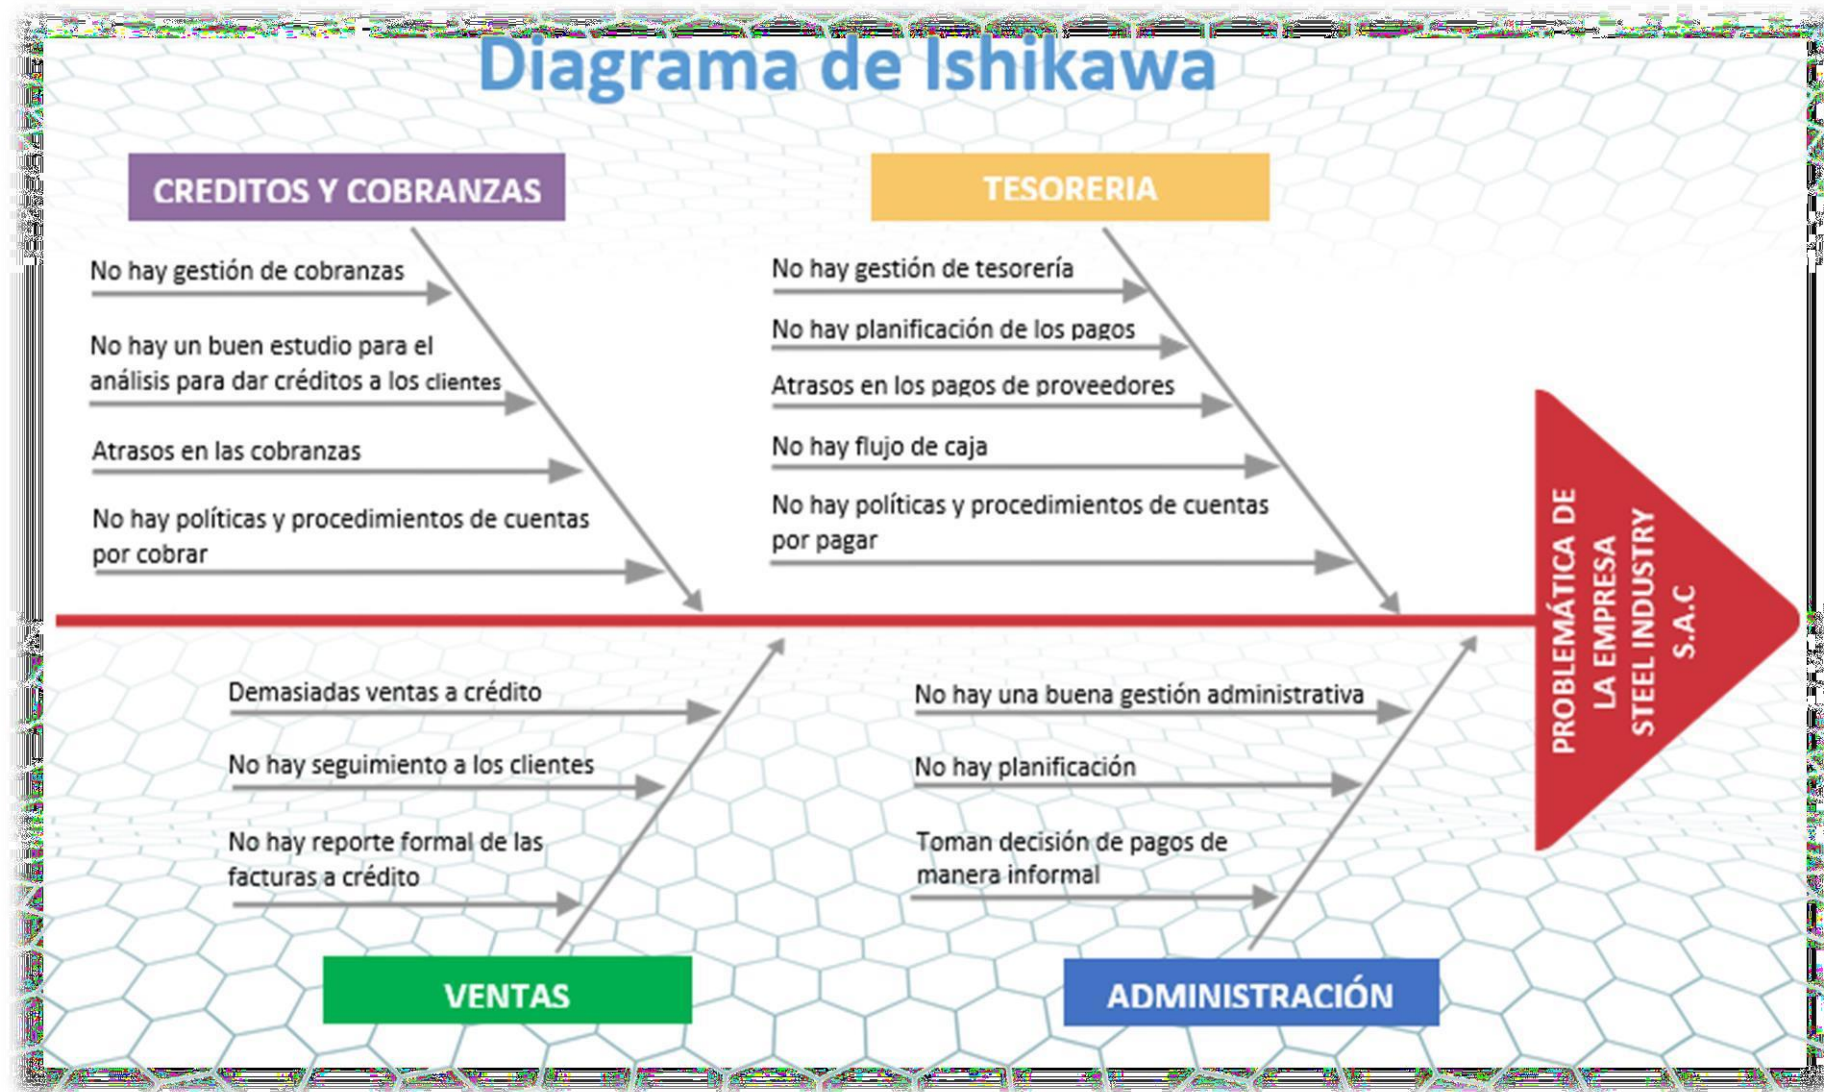 Diagrama de Ishikawa
CREDITOS Y COBRANZAS
No hay gestión de cobranzas
No hay un buen estudio para el
análisis para dar créditos a los clientes
Atrasos en las cobranzas
No hay políticas y procedimientos de cuentas
por cobrar
TESORERIA
No hay gestión de tesorería
No hay planificación de los pagos
Atrasos en los pagos de proveedores
No hay flujo de caja
No hay políticas y procedimientos de cuentas
por pagar
Demasiadas ventas a crédito
No hay seguimiento a los clientes
No hay reporte formal de las
facturas a crédito
VENTAS
No hay una buena gestión administrativa
No hay planificación
Toman decisión de pagos de
manera informal
ADMINISTRACIÓN
PROBLEMÁTICA DE
LA EMPRESA
STEEL INDUSTRY
S.A.C